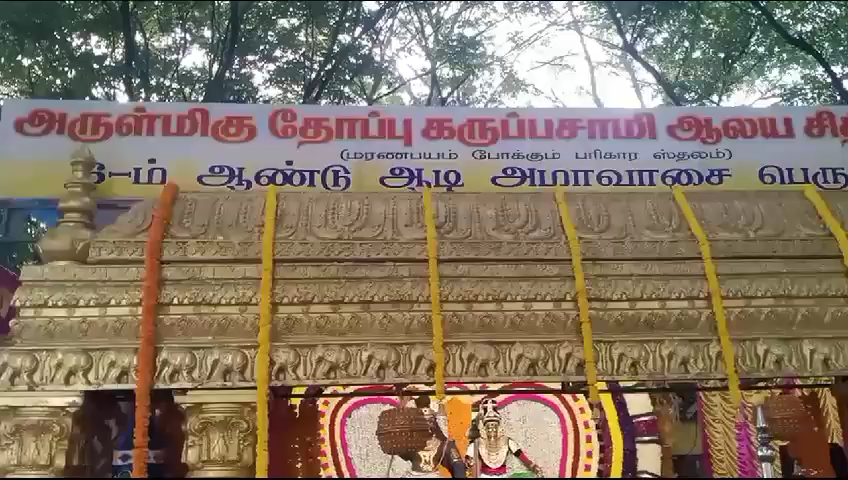 அருள்மிகு தோப்பு கருப்பசாமி ஆலய
(மரணபயம் போக்கும் பரிகார ஸ்தலம்)
ஆண்டு ஆடி அமாவாசை